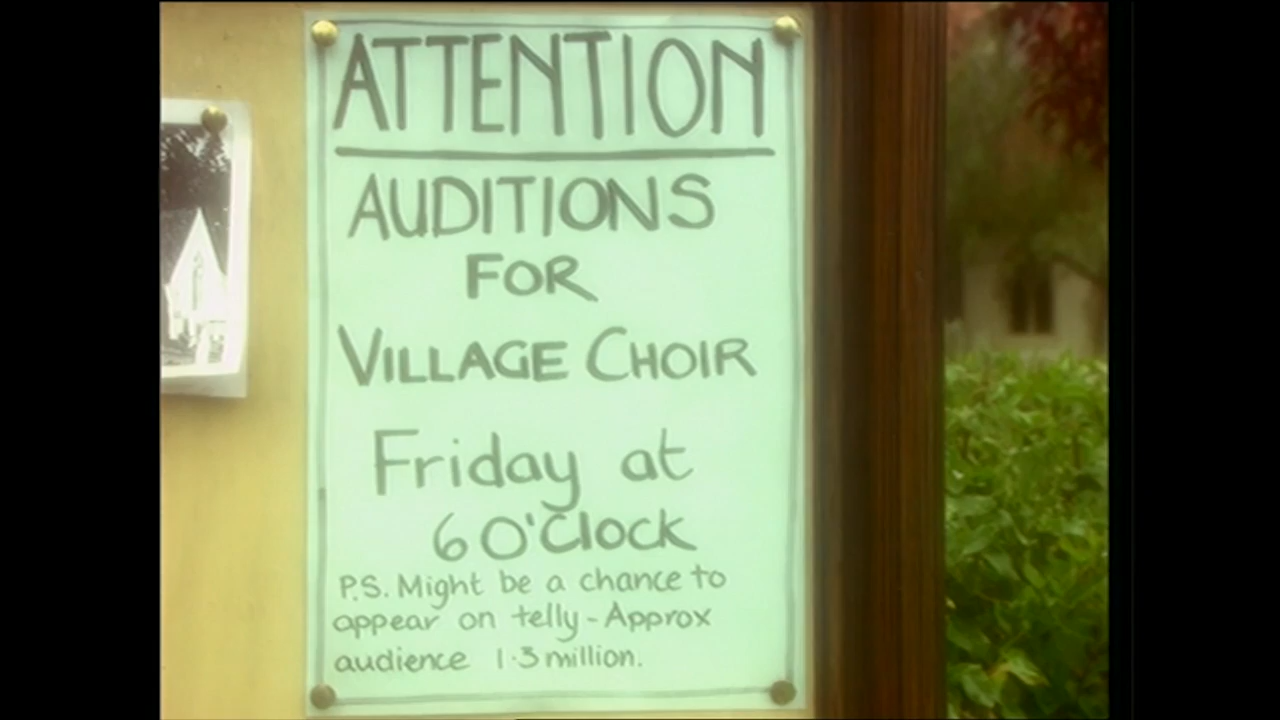 ATTENTION
AUDITIONS
FOR
VILLAGE CHOIR
Friday at
6 O'Clock
P.S. Might be a chance to
appear on telly - Approx
audience 1·3 million.